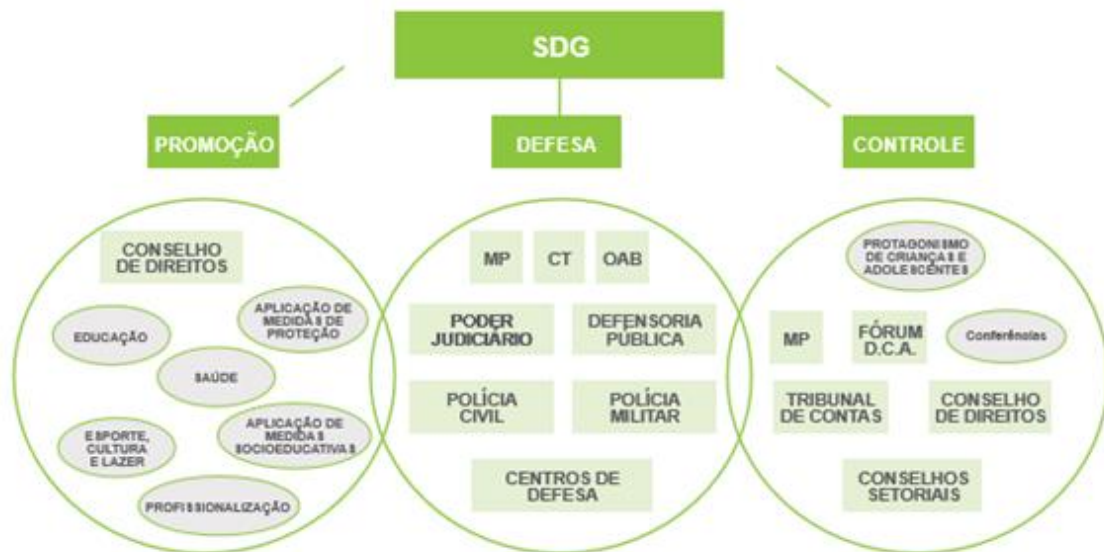 SDG
PROMOÇÃO
DEFESA
CONTROLE
CONSELHO
DE DIREITOS
EDUCAÇÃO
APLICAÇÃO DE
MEDIDAS DE
PROTEÇÃO
SAÚDE
ESPORTE,
CULTURA
E LAZER
APLICAÇÃO DE
MEDIDAS
SOCIOEDUCATIVAS
PROFISSIONALIZAÇÃO
MP
CT
OAB
PODER
JUDICIÁRIO
DEFENSORIA
PÚBLICA
POLÍCIA
CIVIL
POLÍCIA
MILITAR
CENTROS DE
DEFESA
PROTAGONISMO
DE CRIANÇAS E
ADOLESCENTES
MP
FÓRUM
D.C.A.
Conferências
TRIBUNAL
DE CONTAS
CONSELHO
DE DIREITOS
CONSELHOS
SETORIAIS